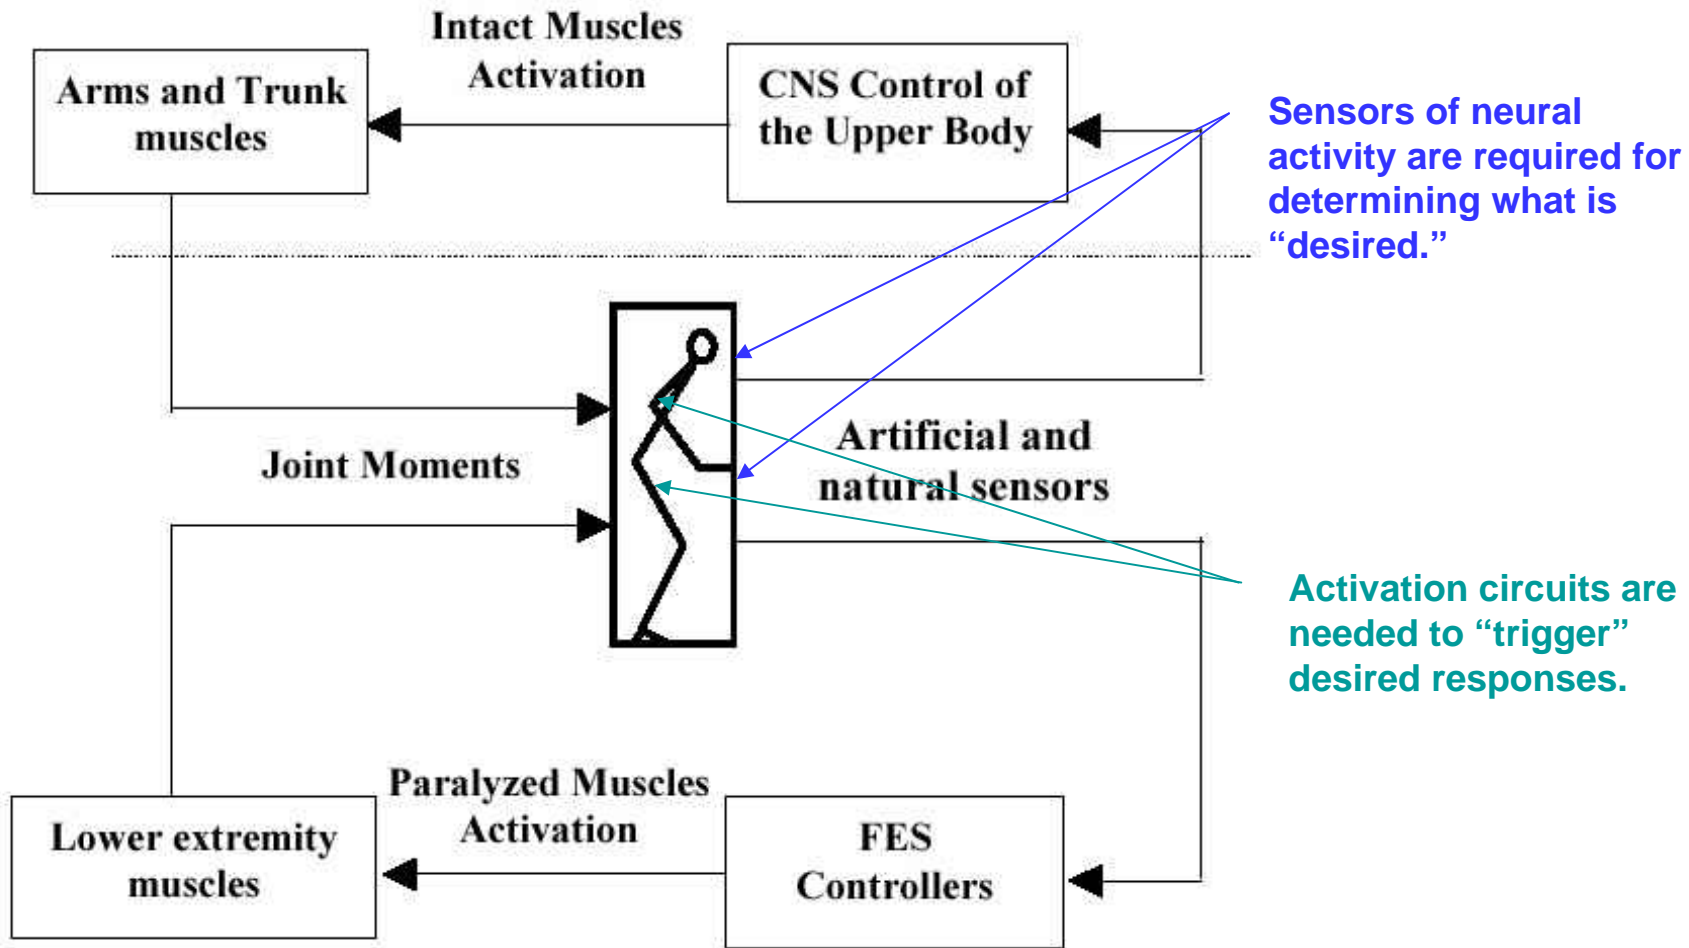 Intact Muscles
Activation
Arms and Trunk
muscles
CNS Control of
the Upper Body
Sensors of neural
activity are required for
determining what is
“desired.”
Joint Moments
Artificial and
natural sensors
Activation circuits are
needed to “trigger”
desired responses.
Paralyzed Muscles
Activation
Lower extremity
muscles
FES
Controllers